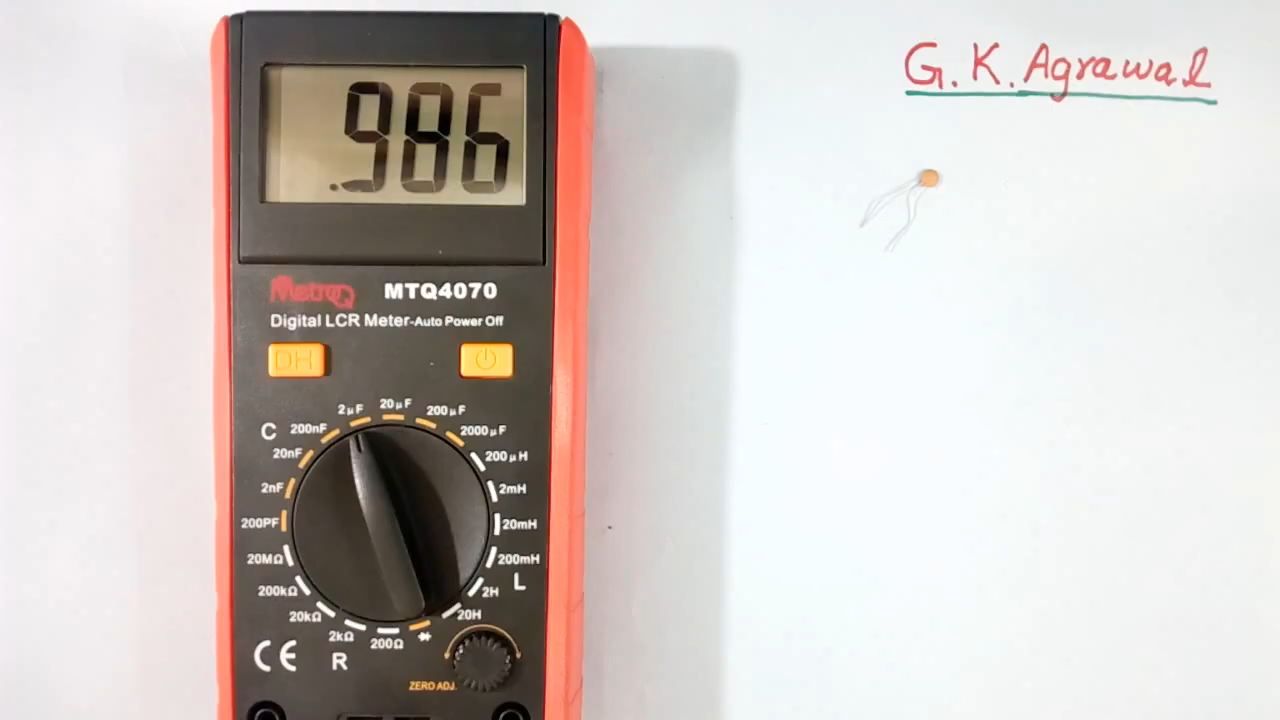 G. K. Agrawal
.986
MetroQ MTQ4070
Digital LCR Meter-Auto Power Off
DH
2μF 20μF 200μF
C 200nF 2000μF
20nF 200μH
2nF 2mH
200PF 20mH
20MΩ 200mH
200kΩ 2H L
20kΩ 20H
2kΩ 200Ω
CE R
ZERO ADJ.